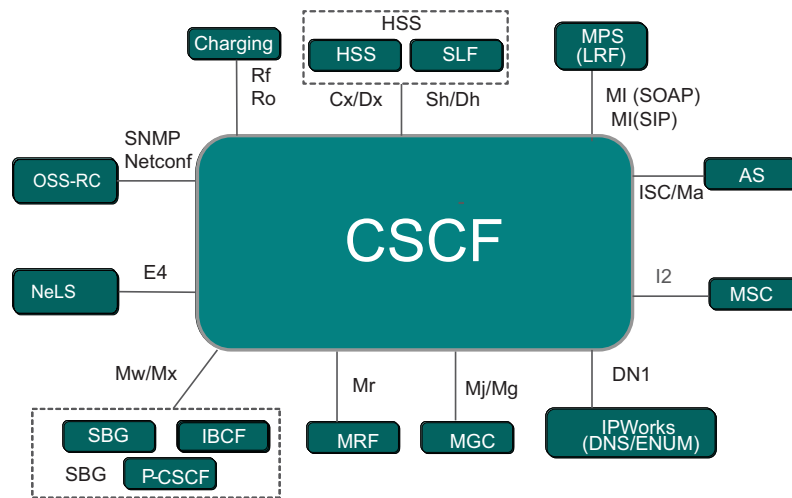 HSS
Charging
HSS
SLF
MPS
(LRF)
Rf
Ro
Cx/Dx
Sh/Dh
MI (SOAP)
MI(SIP)
SNMP
Netconf
OSS-RC
AS
ISC/Ma
CSCF
E4
NeLS
I2
MSC
Mw/Mx
Mr
Mj/Mg
DN1
SBG
IBCF
MRF
MGC
IPWorks
(DNS/ENUM)
SBG
P-CSCF